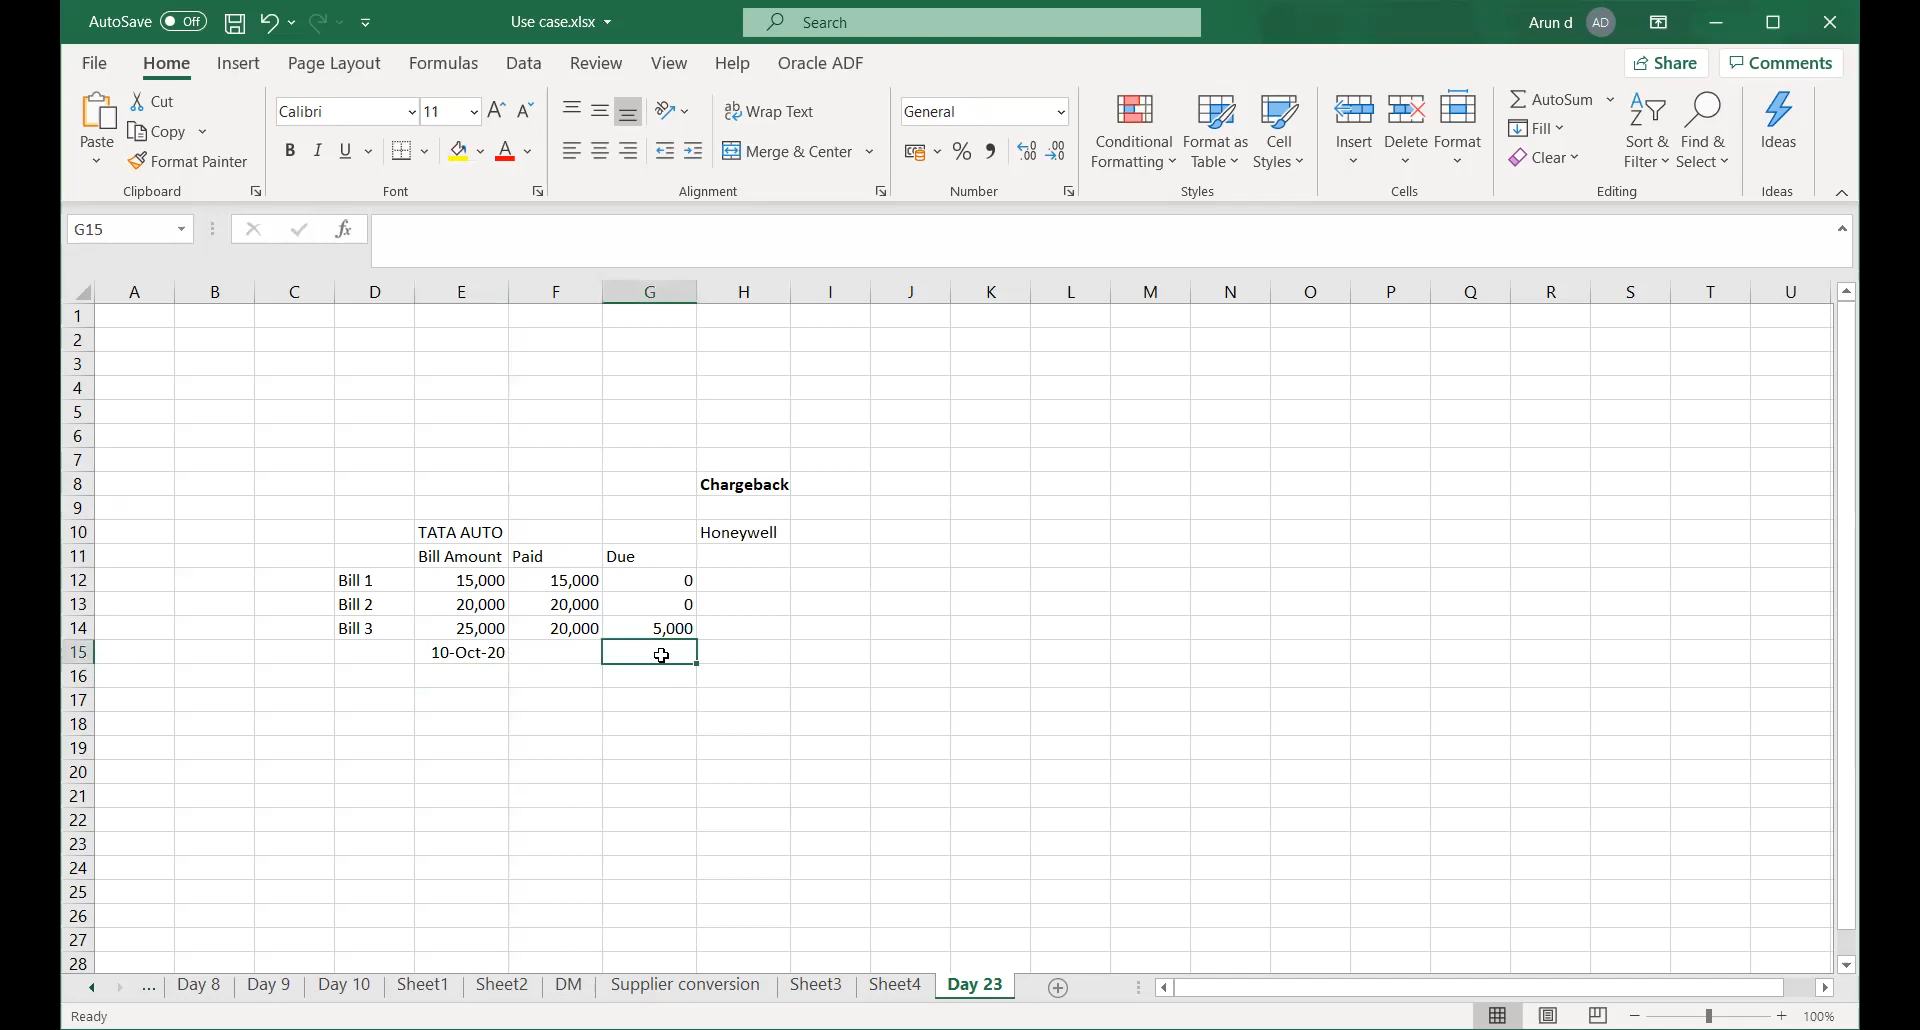 AutoSave Off
Use case.xlsx
Search
Arun d AD
File Home Insert Page Layout Formulas Data Review View Help Oracle ADF
Share Comments
Paste
Cut
Copy
Format Painter
Clipboard
Calibri 11
A A
B I U A
Font
ab Wrap Text
Merge & Center
Alignment
General
% 9 .00 .00
Number
Conditional Formatting
Format as Table
Cell Styles
Styles
Insert Delete Format
Cells
AutoSum
Fill
Clear
Sort & Filter
Find & Select
Editing
Ideas
Ideas
G15 fx
A B C D E F G H I J K L M N O P Q R S T U
1
2
3
4
5
6
7
8 Chargeback
9
10 TATA AUTO Honeywell
11 Bill Amount Paid Due
12 Bill 1 15,000 15,000 0
13 Bill 2 20,000 20,000 0
14 Bill 3 25,000 20,000 5,000
15 10-Oct-20
16
17
18
19
20
21
22
23
24
25
26
27
28
... Day 8 Day 9 Day 10 Sheet1 Sheet2 DM Supplier conversion Sheet3 Sheet4 Day 23
Ready 100%